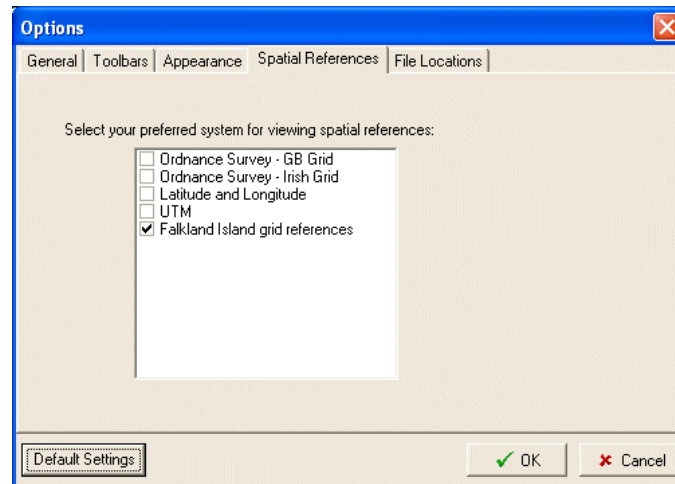 Options
General Toolbars Appearance Spatial References File Locations
Select your preferred system for viewing spatial references:
Ordnance Survey - GB Grid
Ordnance Survey - Irish Grid
Latitude and Longitude
UTM
Falkland Island grid references
Default Settings OK Cancel